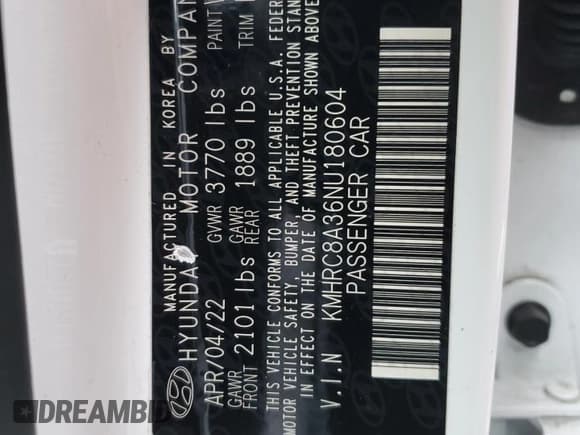 MANUFACTURED IN KOREA BY
HYUNDAI MOTOR COMPAN
APR/04/22 GVWR 3770 lbs PAINT
GAWR FRONT 2101 lbs GAWR REAR 1889 lbs TRIM
THIS VEHICLE CONFORMS TO ALL APPLICABLE U.S.A. FEDER
MOTOR VEHICLE SAFETY, BUMPER, AND THEFT PREVENTION STAN
IN EFFECT ON THE DATE OF MANUFACTURE SHOWN ABOVE
V.I.N KMHRC8A36NU180604
PASSENGER CAR
DREAMBID